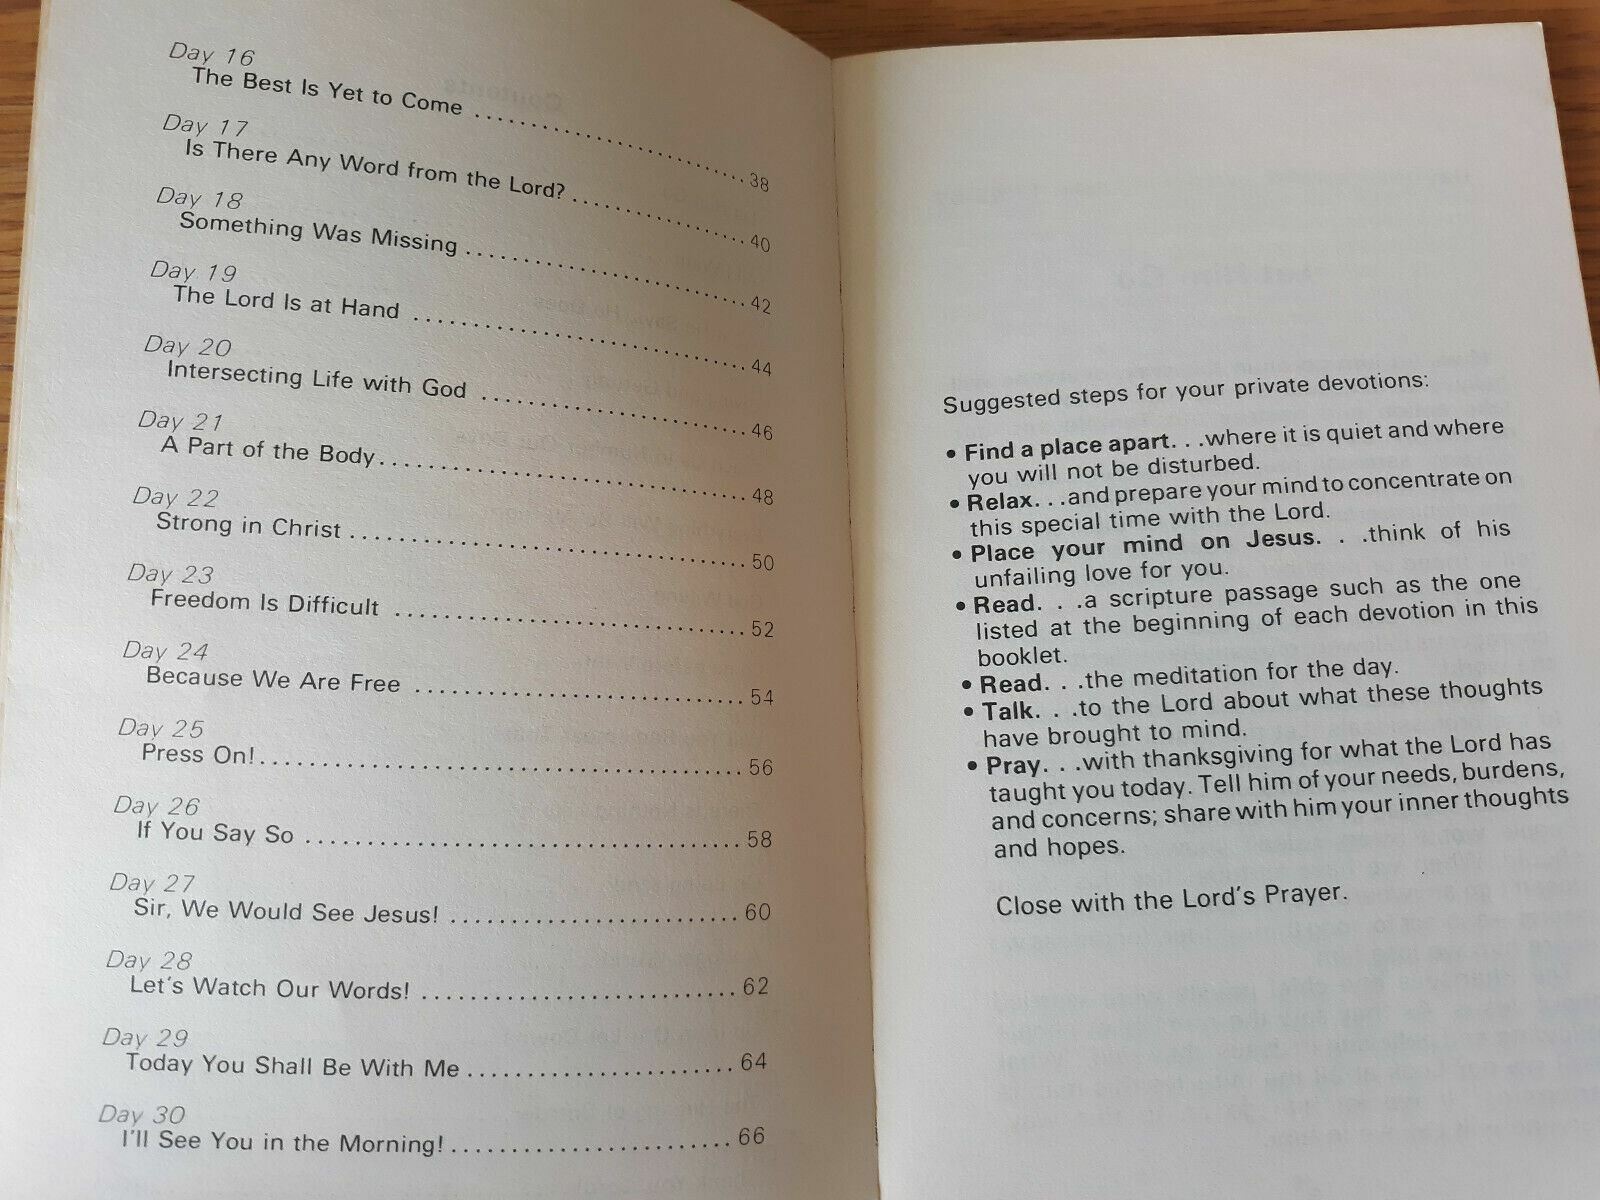 Day 16
The Best Is Yet to Come . . . . . . . . . . . . . . . . . . . . . . . . . 38
Day 17
Is There Any Word from the Lord? . . . . . . . . . . . . . . . . 40
Day 18
Something Was Missing . . . . . . . . . . . . . . . . . . . . . . . . . 42
Day 19
The Lord Is at Hand . . . . . . . . . . . . . . . . . . . . . . . . . . . . 44
Day 20
Intersecting Life with God . . . . . . . . . . . . . . . . . . . . . . . 46
Day 21
A Part of the Body . . . . . . . . . . . . . . . . . . . . . . . . . . . . . . 48
Day 22
Strong in Christ . . . . . . . . . . . . . . . . . . . . . . . . . . . . . . . . 50
Day 23
Freedom Is Difficult . . . . . . . . . . . . . . . . . . . . . . . . . . . . 52
Day 24
Because We Are Free . . . . . . . . . . . . . . . . . . . . . . . . . . . 54
Day 25
Press On! . . . . . . . . . . . . . . . . . . . . . . . . . . . . . . . . . . . . . 56
Day 26
If You Say So . . . . . . . . . . . . . . . . . . . . . . . . . . . . . . . . . . 58
Day 27
Sir, We Would See Jesus! . . . . . . . . . . . . . . . . . . . . . . . . 60
Day 28
Let's Watch Our Words! . . . . . . . . . . . . . . . . . . . . . . . . . 62
Day 29
Today You Shall Be With Me . . . . . . . . . . . . . . . . . . . . . 64
Day 30
I'll See You in the Morning! . . . . . . . . . . . . . . . . . . . . . . 66
Suggested steps for your private devotions:
• Find a place apart. . .where it is quiet and where
you will not be disturbed.
• Relax. . .and prepare your mind to concentrate on
this special time with the Lord.
• Place your mind on Jesus. . .think of his
unfailing love for you.
• Read. . .a scripture passage such as the one
listed at the beginning of each devotion in this
booklet.
• Read. . .the meditation for the day.
• Talk. . .to the Lord about what these thoughts
have brought to mind.
• Pray. . .with thanksgiving for what the Lord has
taught you today. Tell him of your needs, burdens,
and concerns; share with him your inner thoughts
and hopes.
Close with the Lord's Prayer.